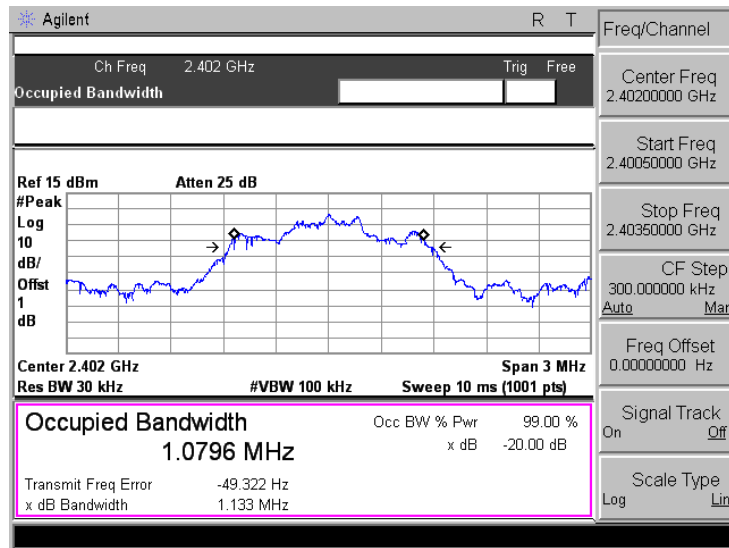 Agilent R T
Ch Freq 2.402 GHz Trig Free
Occupied Bandwidth
Ref 15 dBm Atten 25 dB
#Peak
Log
10
dB/
Offst
1
dB
Center 2.402 GHz Span 3 MHz
Res BW 30 kHz #VBW 100 kHz Sweep 10 ms (1001 pts)
Occupied Bandwidth Occ BW % Pwr 99.00 %
1.0796 MHz x dB -20.00 dB
Transmit Freq Error -49.322 Hz
x dB Bandwidth 1.133 MHz
Freq/Channel
Center Freq
2.40200000 GHz
Start Freq
2.40050000 GHz
Stop Freq
2.40350000 GHz
CF Step
300.000000 kHz
Auto Man
Freq Offset
0.00000000 Hz
Signal Track
On Off
Scale Type
Log Lin